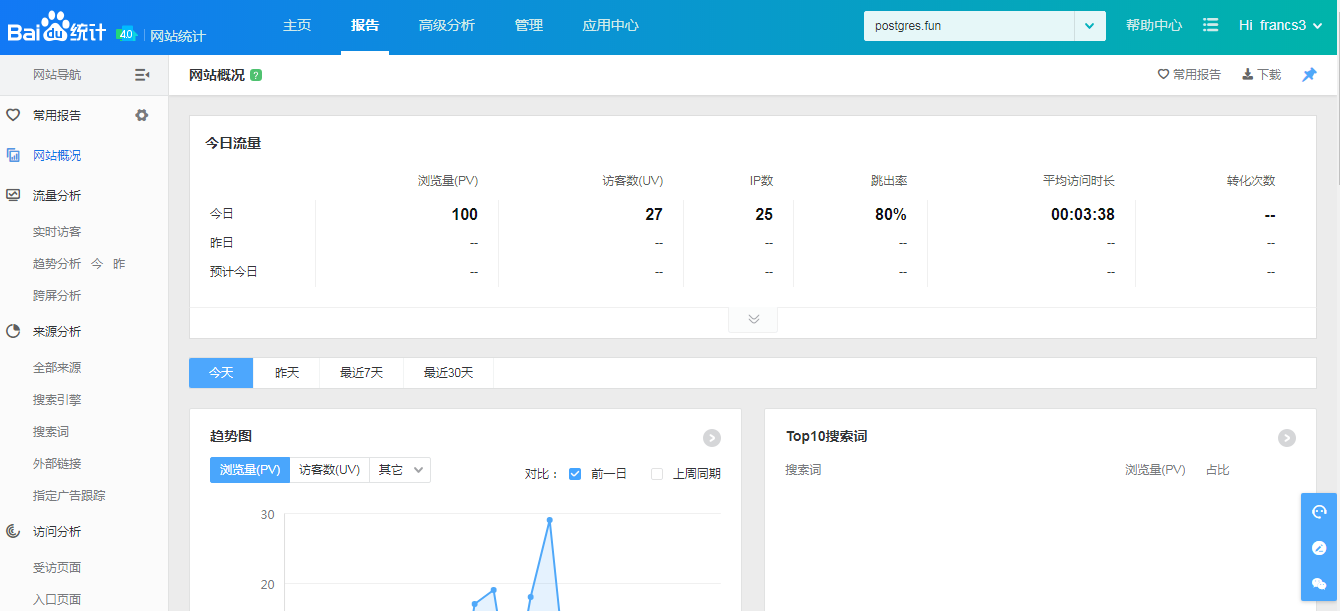 Bai du 统计 4.0 网站统计 主页 报告 高级分析 管理 应用中心 postgres.fun 帮助中心 Hi francs3
网站导航
网站概况 ? 常用报告 下载
常用报告
网站概况
流量分析
实时访客
趋势分析 今 昨
跨屏分析
来源分析
全部来源
搜索引擎
搜索词
外部链接
指定广告跟踪
访问分析
受访页面
入口页面
今日流量
浏览量(PV) 访客数(UV) IP数 跳出率 平均访问时长 转化次数
今日 100 27 25 80% 00:03:38 --
昨日 -- -- -- -- -- --
预计今日 -- -- -- -- -- --
今天 昨天 最近7天 最近30天
趋势图
浏览量(PV) 访客数(UV) 其它
对比： 前一日 上周同期
30
20
Top10搜索词
搜索词 浏览量(PV) 占比